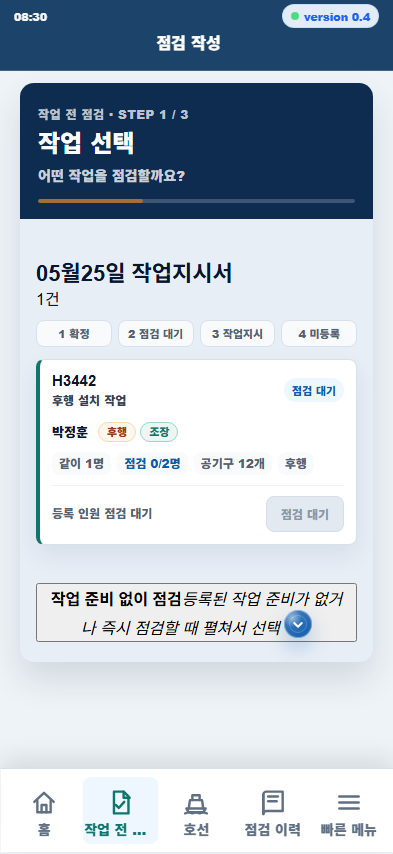 08:30
version 0.4
점검 작성
작업 전 점검 • STEP 1 / 3
작업 선택
어떤 작업을 점검할까요?
05월25일 작업지시서
1건
1 확정
2 점검 대기
3 작업지시
4 미등록
H3442
후행 설치 작업
점검 대기
박정훈
후행
조장
같이 1명
점검 0/2명
공기구 12개
후행
등록 인원 점검 대기
점검 대기
작업 준비 없이 점검등록된 작업 준비가 없거
나 즉시 점검할 때 펼쳐서 선택
홈
작업 전 ...
호선
점검 이력
빠른 메뉴